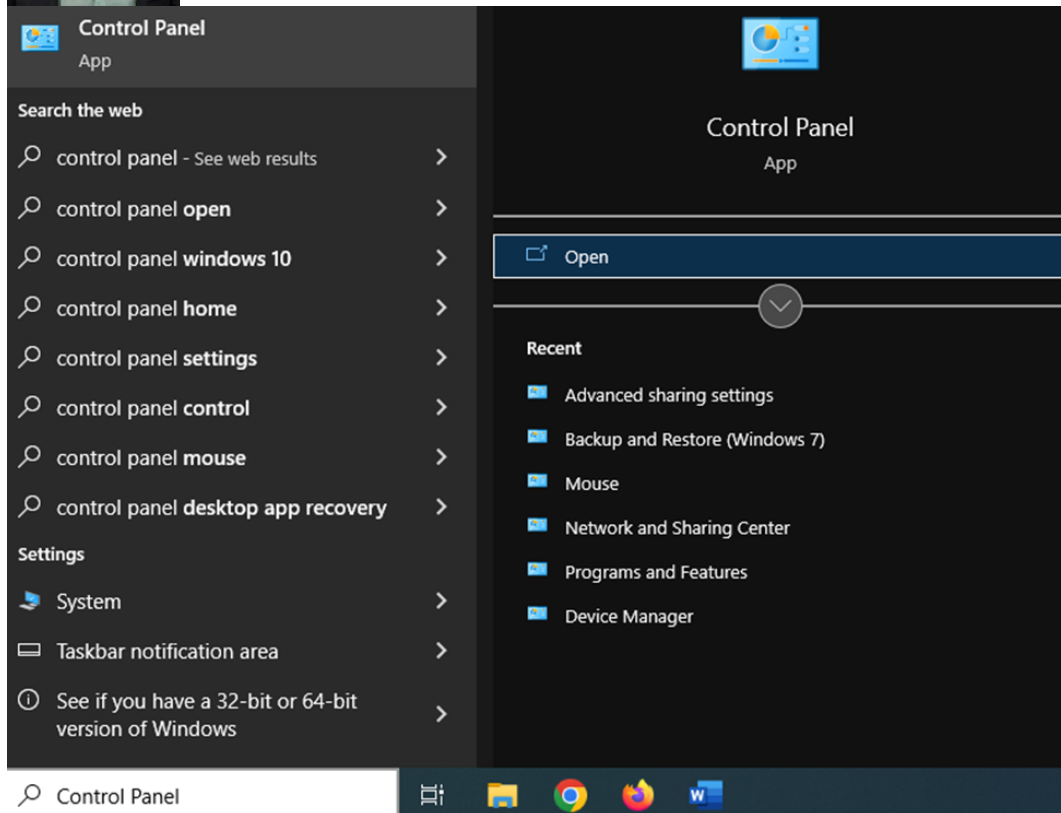 Control Panel
App
Search the web
control panel - See web results
control panel open
control panel windows 10
control panel home
control panel settings
control panel control
control panel mouse
control panel desktop app recovery
Settings
System
Taskbar notification area
See if you have a 32-bit or 64-bit
version of Windows
Control Panel
App
Open
Recent
Advanced sharing settings
Backup and Restore (Windows 7)
Mouse
Network and Sharing Center
Programs and Features
Device Manager
Control Panel
W